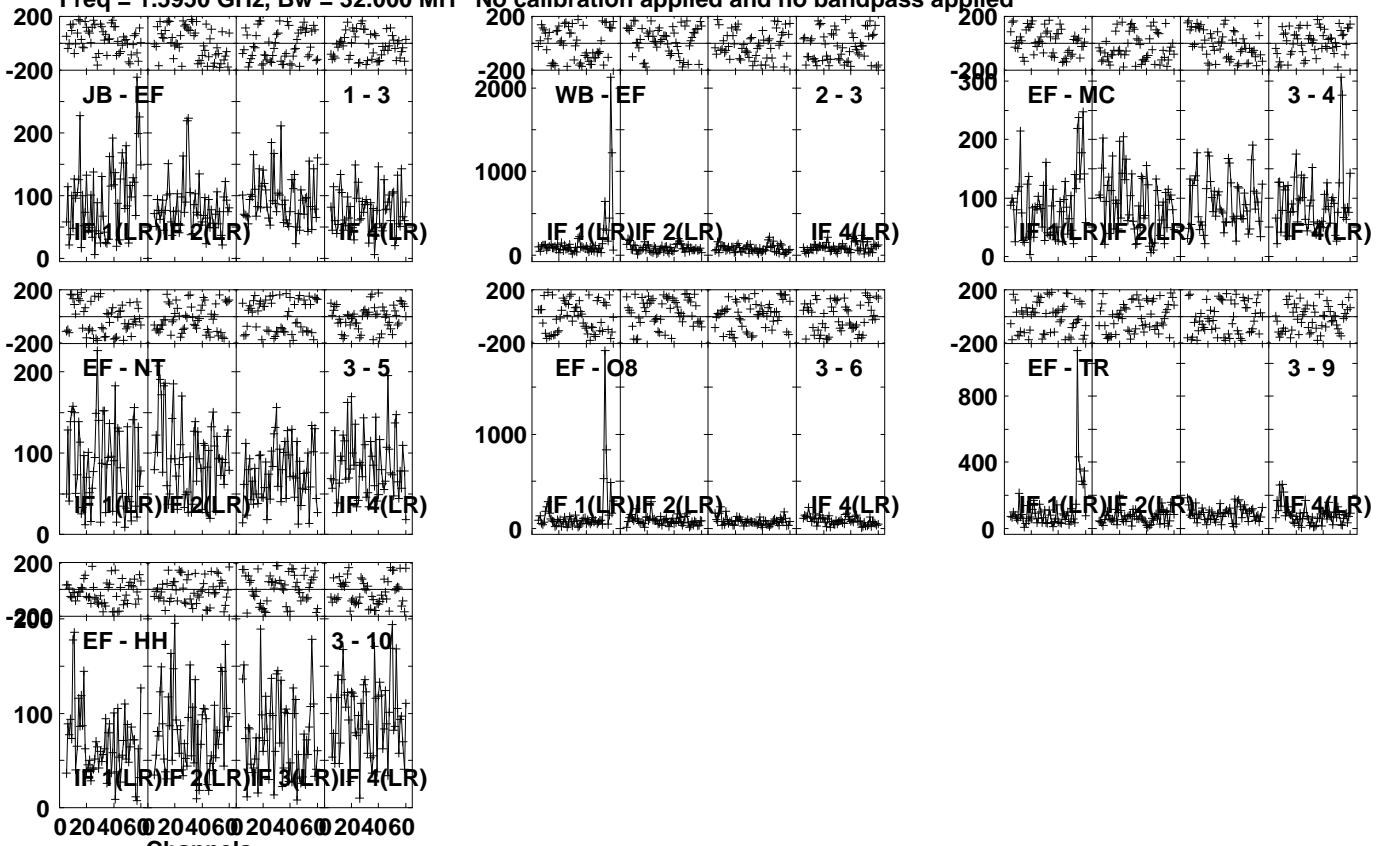 Freq = 1.5950 GHz, Bw = 32.000 MH No calibration applied and no bandpass applied
200
-200
JB - EF 1 - 3
200
100
0
IF 1(LR) IF 2(LR) IF 4(LR)
200
-200
2000
WB - EF 2 - 3
1000
0
IF 1(LR) IF 2(LR) IF 4(LR)
200
-200
300
EF - MC 3 - 4
200
100
0
IF 1(LR) IF 2(LR) IF 4(LR)
200
-200
EF - NT 3 - 5
200
100
0
IF 1(LR) IF 2(LR) IF 4(LR)
200
-200
EF - O8 3 - 6
1000
0
IF 1(LR) IF 2(LR) IF 4(LR)
200
-200
EF - TR 3 - 9
800
400
0
IF 1(LR) IF 2(LR) IF 4(LR)
200
-200
200
EF - HH 3 - 10
100
0
IF 1(LR) IF 2(LR) IF 3(LR) IF 4(LR)
0 20 40 60 0 20 40 60 0 20 40 60 0 20 40 60
Channels